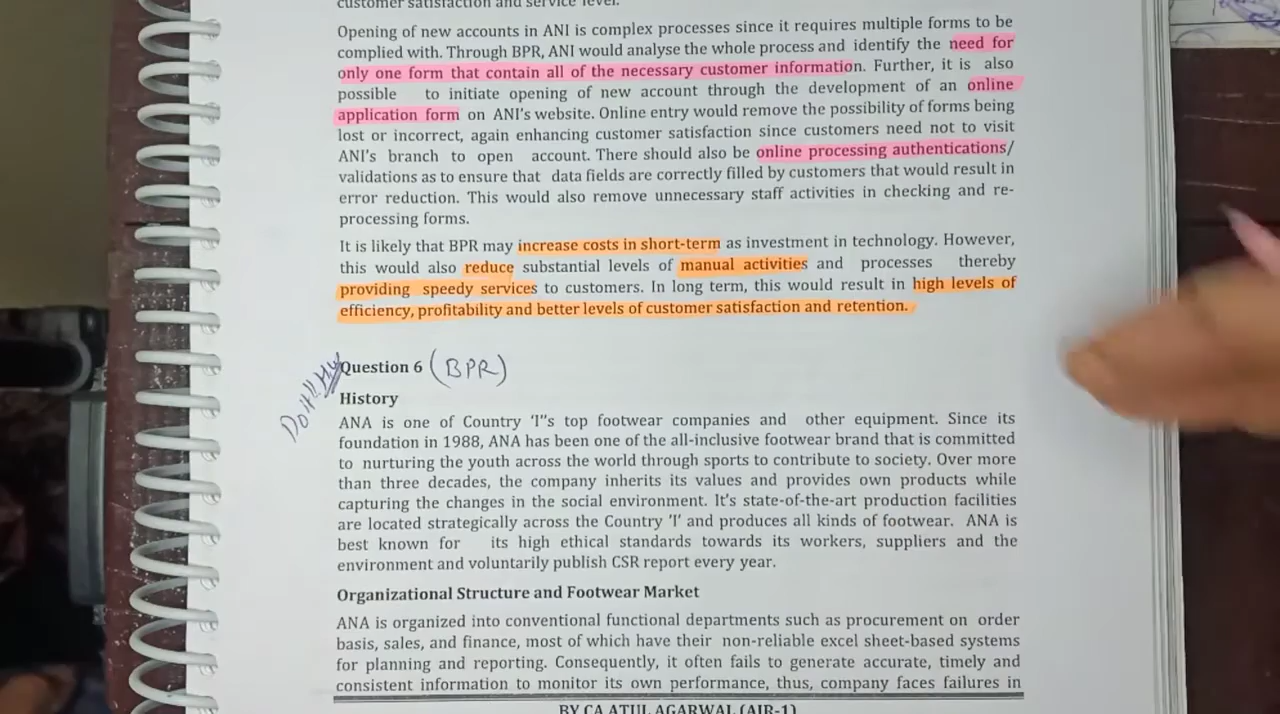 customer satisfaction and service level.
Opening of new accounts in ANI is complex processes since it requires multiple forms to be
complied with. Through BPR, ANI would analyse the whole process and identify the need for
only one form that contain all of the necessary customer information. Further, it is also
possible to initiate opening of new account through the development of an online
application form on ANI's website. Online entry would remove the possibility of forms being
lost or incorrect, again enhancing customer satisfaction since customers need not to visit
ANI's branch to open account. There should also be online processing authentications/
validations as to ensure that data fields are correctly filled by customers that would result in
error reduction. This would also remove unnecessary staff activities in checking and re-
processing forms.
It is likely that BPR may increase costs in short-term as investment in technology. However,
this would also reduce substantial levels of manual activities and processes thereby
providing speedy services to customers. In long term, this would result in high levels of
efficiency, profitability and better levels of customer satisfaction and retention.
Question 6 (BPR)
History
ANA is one of Country 'I''s top footwear companies and other equipment. Since its
foundation in 1988, ANA has been one of the all-inclusive footwear brand that is committed
to nurturing the youth across the world through sports to contribute to society. Over more
than three decades, the company inherits its values and provides own products while
capturing the changes in the social environment. It's state-of-the-art production facilities
are located strategically across the Country 'I' and produces all kinds of footwear. ANA is
best known for its high ethical standards towards its workers, suppliers and the
environment and voluntarily publish CSR report every year.
Organizational Structure and Footwear Market
ANA is organized into conventional functional departments such as procurement on order
basis, sales, and finance, most of which have their non-reliable excel sheet-based systems
for planning and reporting. Consequently, it often fails to generate accurate, timely and
consistent information to monitor its own performance, thus, company faces failures in
BY CA ATUL AGARWAL (AIR-1)